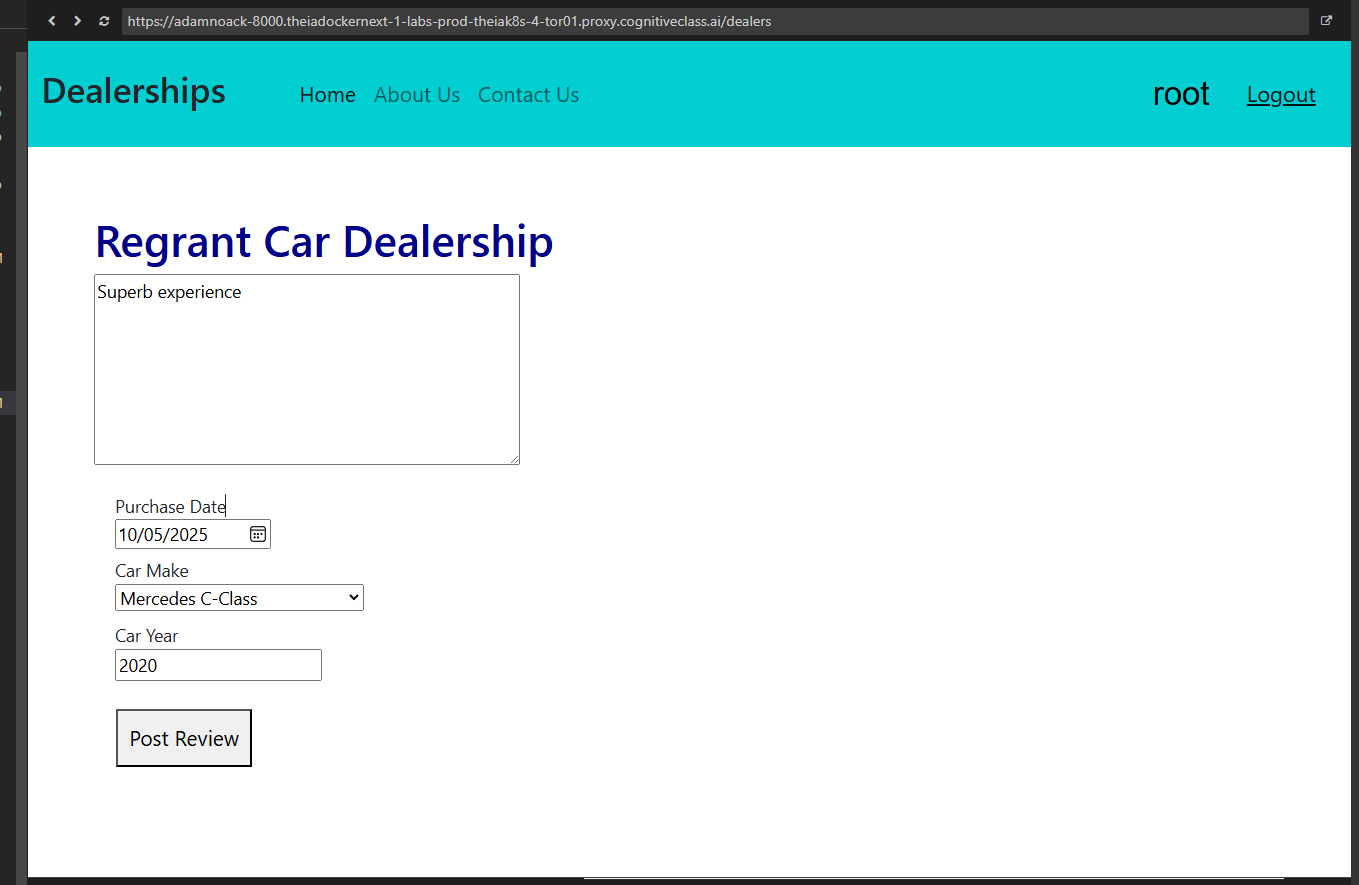 https://adamnoack-8000.theiadockernext-1-labs-prod-theiak8s-4-tor01.proxy.cognitiveclass.ai/dealers
Dealerships Home About Us Contact Us root Logout
Regrant Car Dealership
Superb experience
Purchase Date
10/05/2025
Car Make
Mercedes C-Class
Car Year
2020
Post Review